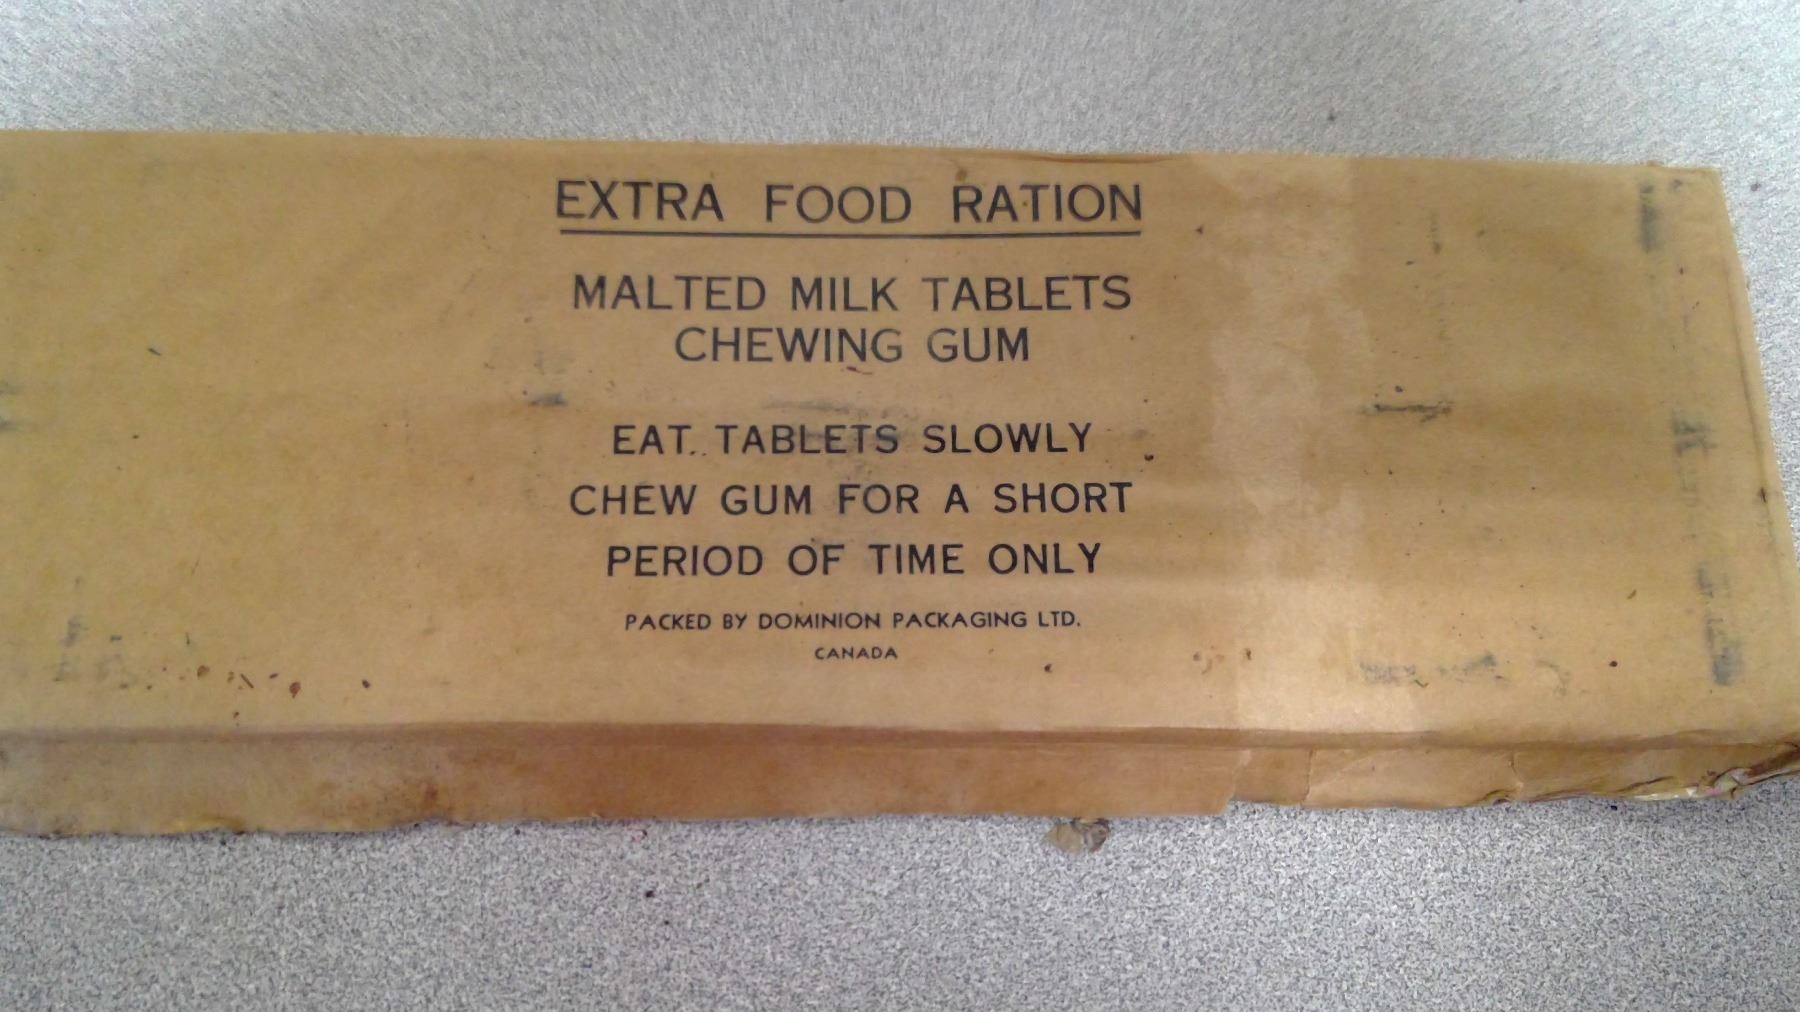 EXTRA FOOD RATION
MALTED MILK TABLETS
CHEWING GUM
EAT TABLETS SLOWLY
CHEW GUM FOR A SHORT
PERIOD OF TIME ONLY
PACKED BY DOMINION PACKAGING LTD.
CANADA